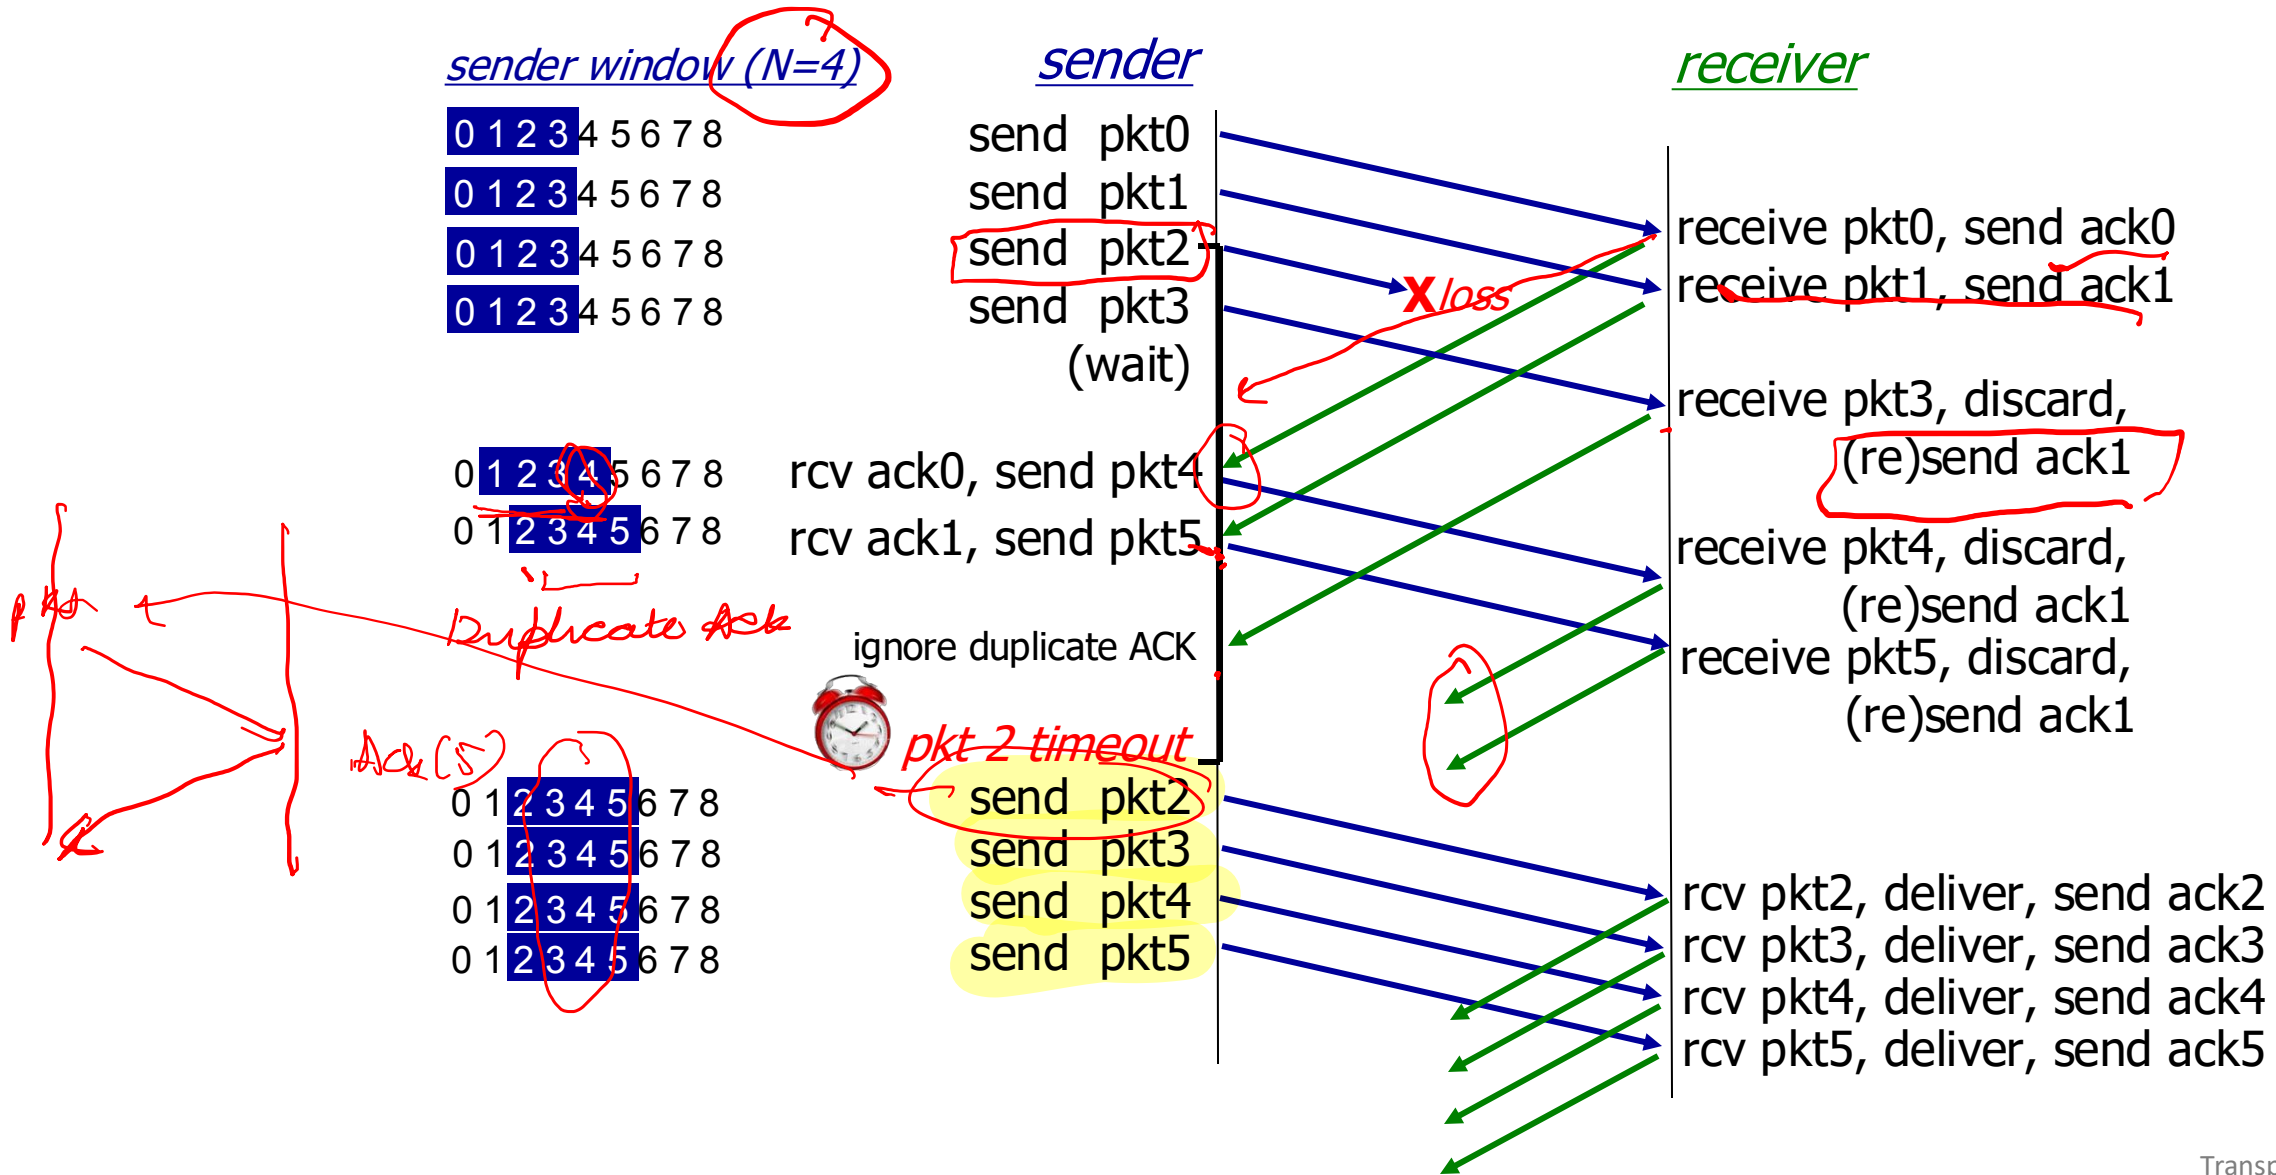 sender window (N=4)
sender
receiver
0 1 2 3 4 5 6 7 8
send pkt0
0 1 2 3 4 5 6 7 8
send pkt1
0 1 2 3 4 5 6 7 8
send pkt2
0 1 2 3 4 5 6 7 8
send pkt3
(wait)
X loss
receive pkt0, send ack0
receive pkt1, send ack1
receive pkt3, discard,
(re)send ack1
0 1 2 3 4 5 6 7 8
rcv ack0, send pkt4
0 1 2 3 4 5 6 7 8
rcv ack1, send pkt5
receive pkt4, discard,
(re)send ack1
receive pkt5, discard,
(re)send ack1
Duplicate Ack
ignore duplicate ACK
pkt 2 timeout
Ack(5)
0 1 2 3 4 5 6 7 8
send pkt2
0 1 2 3 4 5 6 7 8
send pkt3
0 1 2 3 4 5 6 7 8
send pkt4
0 1 2 3 4 5 6 7 8
send pkt5
rcv pkt2, deliver, send ack2
rcv pkt3, deliver, send ack3
rcv pkt4, deliver, send ack4
rcv pkt5, deliver, send ack5
Transp